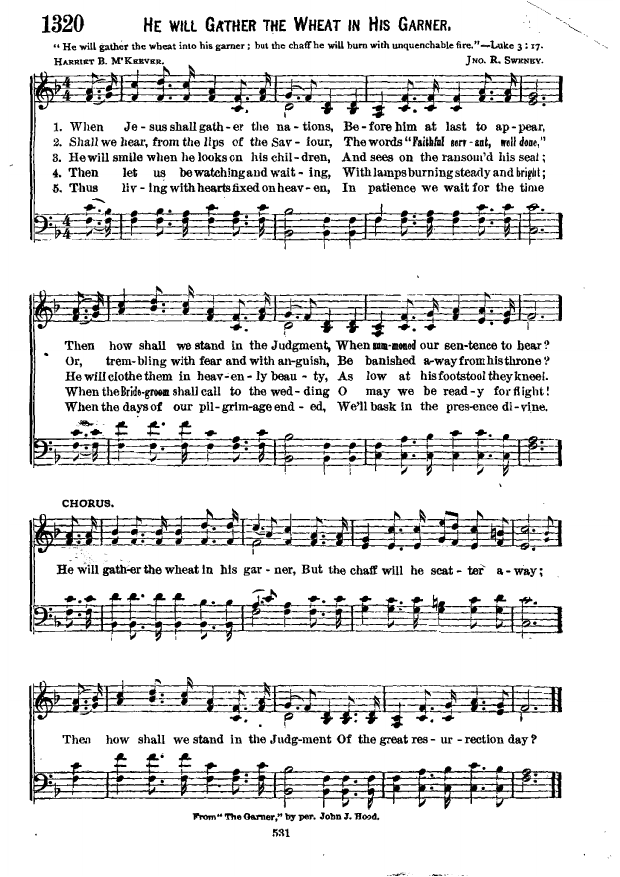 1320 HE WILL GATHER THE WHEAT IN HIS GARNER.
“ He will gather the wheat into his garner ; but the chaff he will burn with unquenchable fire.”—Luke 3 : 17.
HARRIET B. M'KEEVER. JNO. R. SWENEY.
1. When Je - sus shall gath - er the na - tions, Be - fore him at last to ap - pear,
2. Shall we hear, from the lips of the Sav - iour, The words “Faithful serv - ant, well done,”
3. He will smile when he looks on his chil - dren, And sees on the ransom'd his seal ;
4. Then let us be watching and wait - ing, With lamps burning steady and bright ;
5. Thus liv - ing with hearts fixed on heav - en, In patience we wait for the time
Then how shall we stand in the Judgment, When sum-moned our sen-tence to hear ?
Or, trem - bling with fear and with an - guish, Be banished a-way from his throne ?
He will clothe them in heav - en - ly beau - ty, As low at his footstool they kneel.
When the Bride-groom shall call to the wed - ding O may we be read - y for flight !
When the days of our pil - grim-age end - ed, We'll bask in the pres-ence di - vine.
CHORUS.
He will gath-er the wheat in his gar - ner, But the chaff will he scat - ter a - way ;
Then how shall we stand in the Judg-ment Of the great res - ur - rection day ?
From “ The Garner,” by per. John J. Hood.
531